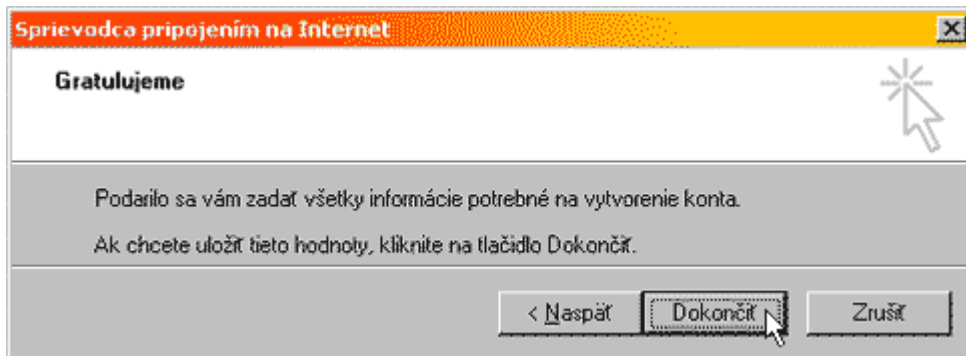 Sprievodca pripojením na Internet
Gratulujeme
Podarilo sa vám zadať všetky informácie potrebné na vytvorenie konta.
Ak chcete uložiť tieto hodnoty, kliknite na tlačidlo Dokončiť.
< Naspäť Dokončiť Zrušiť